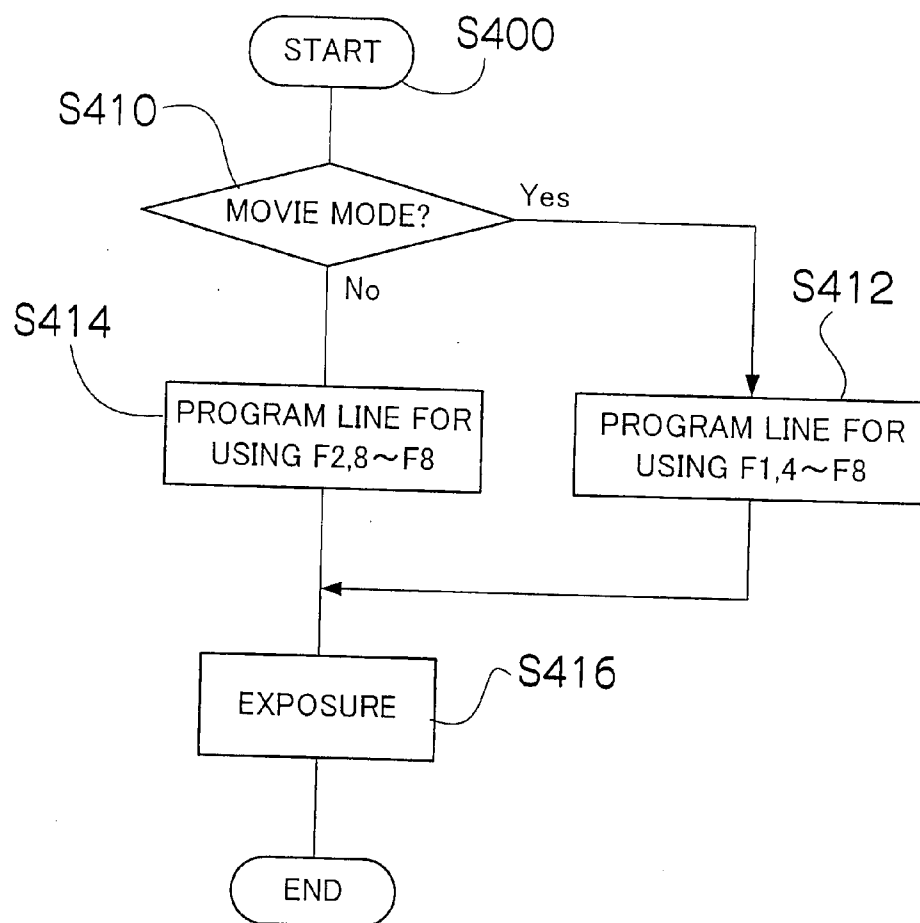 S400
START
S410
MOVIE MODE?
Yes
No
S412
S414
PROGRAM LINE FOR
USING F2,8~F8
PROGRAM LINE FOR
USING F1,4~F8
S416
EXPOSURE
END